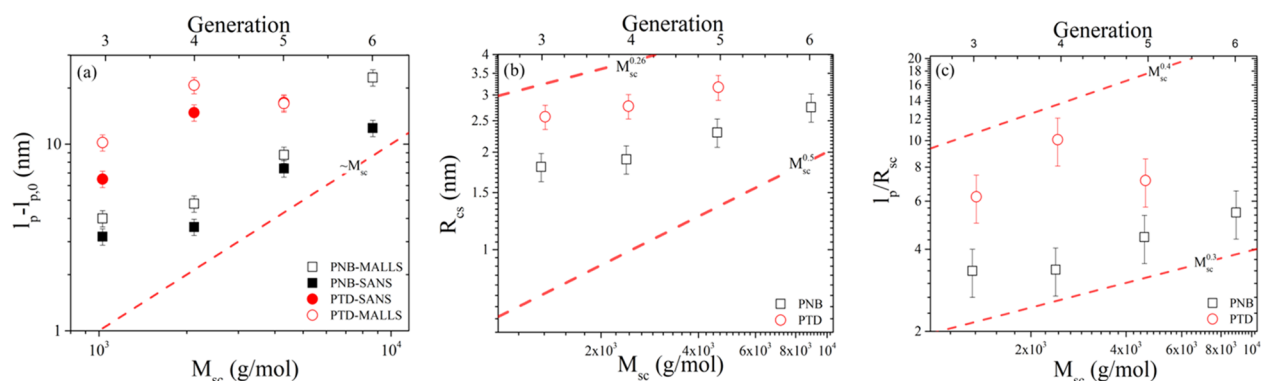 Generation
3 4 5 6
(a)
10
1
l_p-l_p,0 (nm)
~M_sc
PNB-MALLS
PNB-SANS
PTD-SANS
PTD-MALLS
10^3 10^4
M_sc (g/mol)
Generation
3 4 5 6
(b)
4
3.5
3
2.5
2
1.5
1
R_cs (nm)
M_sc^0.26
M_sc^0.5
PNB
PTD
2x10^3 4x10^3 6x10^3 8x10^3 10^4
M_sc (g/mol)
Generation
3 4 5 6
(c)
20
16
14
12
10
8
6
4
2
l_p/R_sc
M_sc^0.4
M_sc^0.3
PNB
PTD
2x10^3 4x10^3 6x10^3 8x10^3 10^4
M_sc (g/mol)